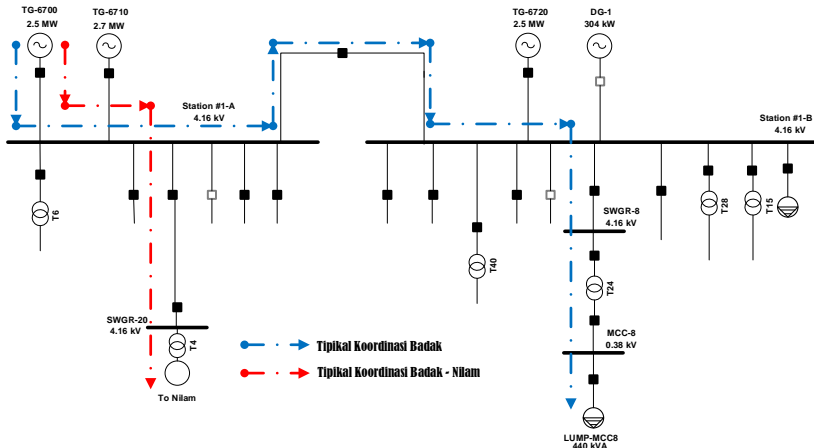 TG-6700
2.5 MW
TG-6710
2.7 MW
TG-6720
2.5 MW
DG-1
304 kW
Station #1-A
4.16 kV
Station #1-B
4.16 kV
T6
T40
SWGR-8
4.16 kV
T28
T15
T24
SWGR-20
4.16 kV
T4
To Nilam
MCC-8
0.38 kV
LUMP-MCC8
440 kVA
Tipikal Koordinasi Badak
Tipikal Koordinasi Badak - Nilam